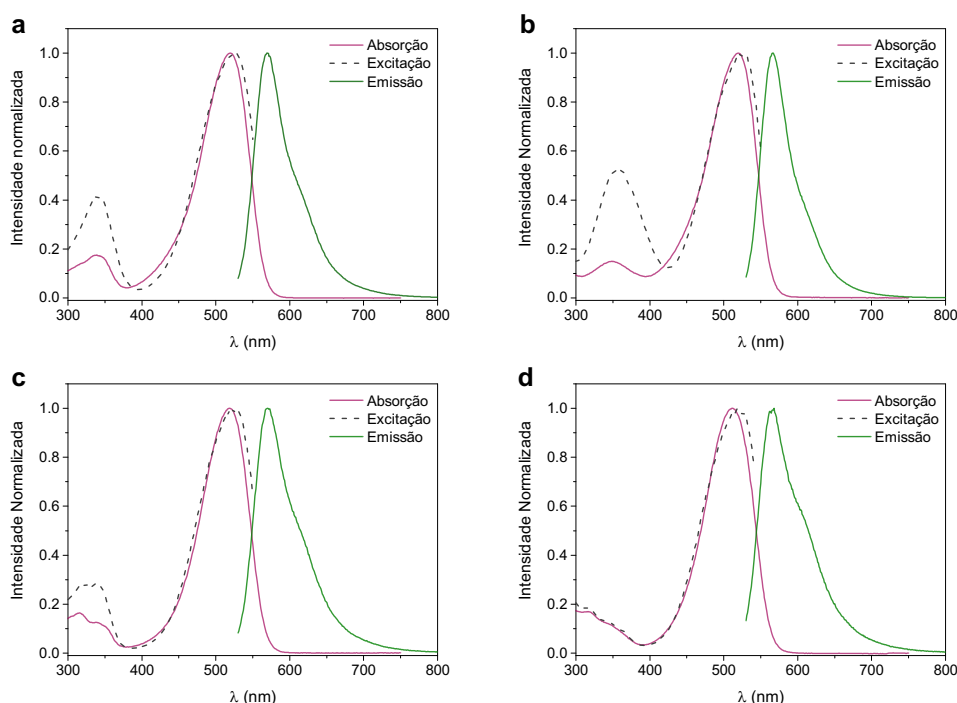 a
Intensidade normalizada
1.0
0.8
0.6
0.4
0.2
0.0
300 400 500 600 700 800
λ (nm)
Absorção
Excitação
Emissão
b
Intensidade Normalizada
1.0
0.8
0.6
0.4
0.2
0.0
300 400 500 600 700 800
λ (nm)
Absorção
Excitação
Emissão
c
Intensidade Normalizada
1.0
0.8
0.6
0.4
0.2
0.0
300 400 500 600 700 800
λ (nm)
Absorção
Excitação
Emissão
d
Intensidade Normalizada
1.0
0.8
0.6
0.4
0.2
0.0
300 400 500 600 700 800
λ (nm)
Absorção
Excitação
Emissão